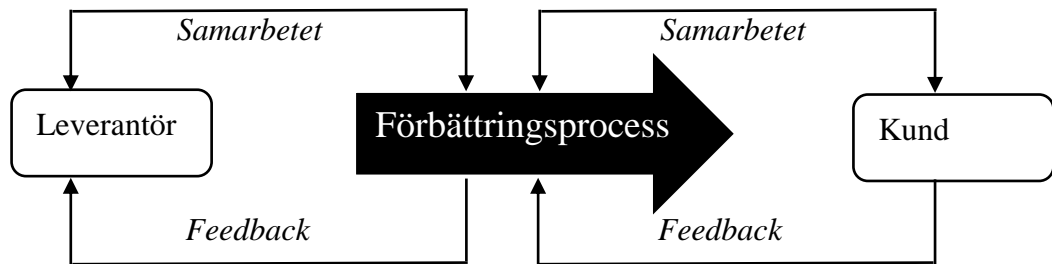 Samarbetet
Samarbetet
Leverantör
Förbättringsprocess
Kund
Feedback
Feedback